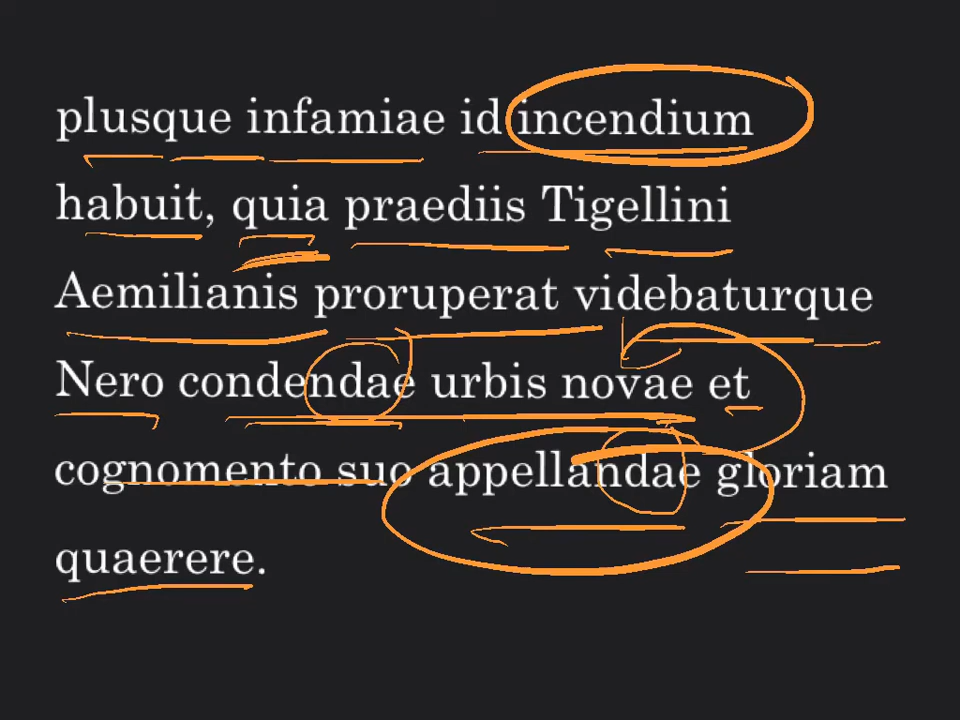 plusque infamiae id incendium
habuit, quia praediis Tigellini
Aemilianis proruperat videbaturque
Nero condendae urbis novae et
cognomento suo appellandae gloriam
quaerere.